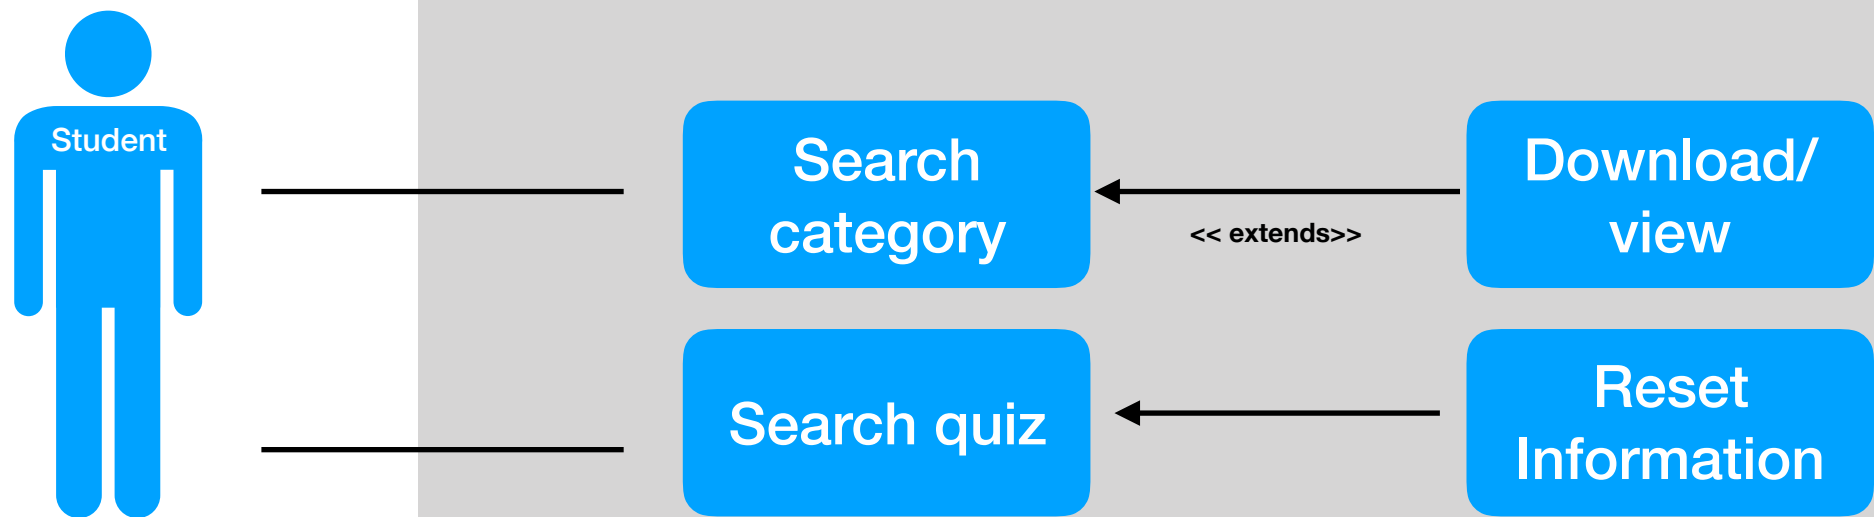 Student
Search
category
<< extends>>
Download/
view
Search quiz
Reset
Information